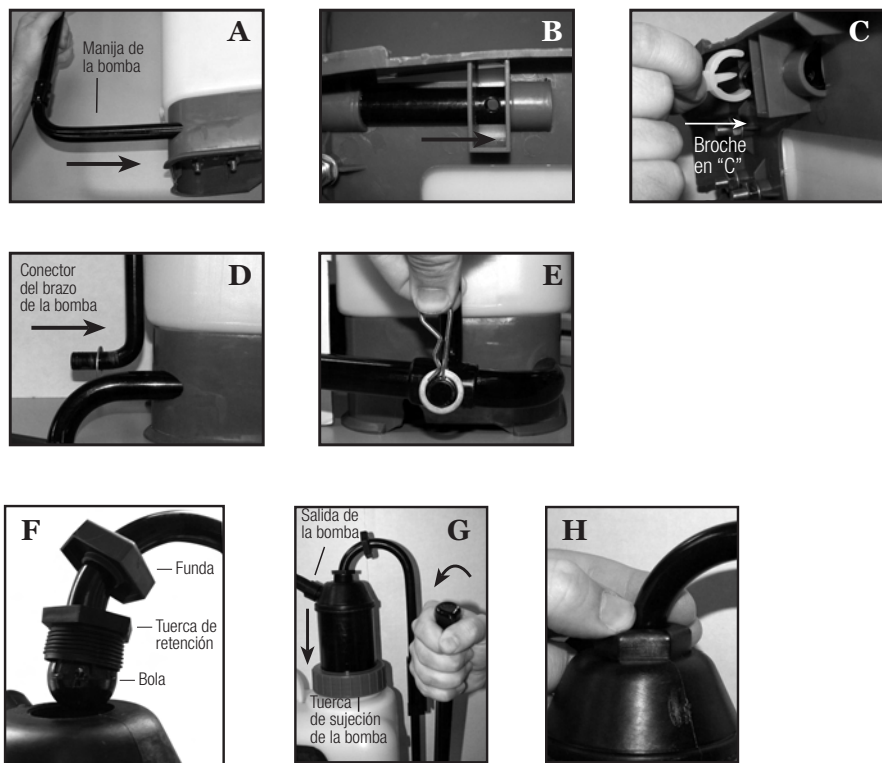 A
Manija de
la bomba
B
C
Broche
en “C”
D
Conector
del brazo
de la bomba
E
F
Funda
Tuerca de
retención
Bola
Salida de
la bomba
G
Tuerca
de sujeción
de la bomba
H